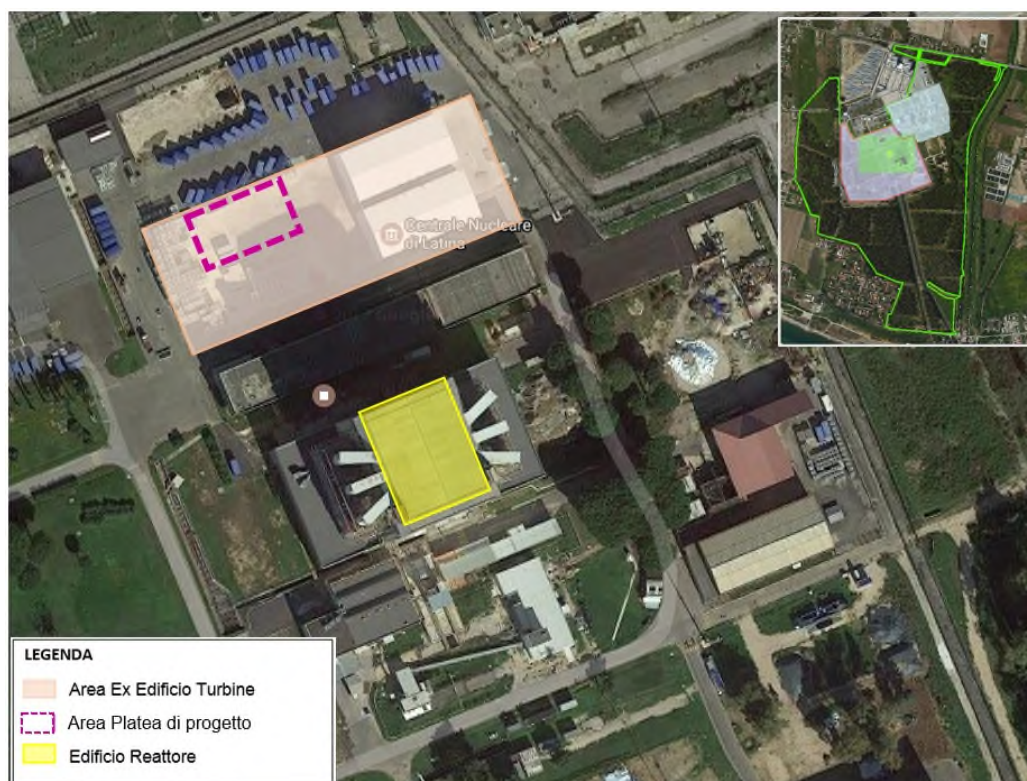 Centrale Nucleare
di Latina
LEGENDA
Area Ex Edificio Turbine
Area Platea di progetto
Edificio Reattore